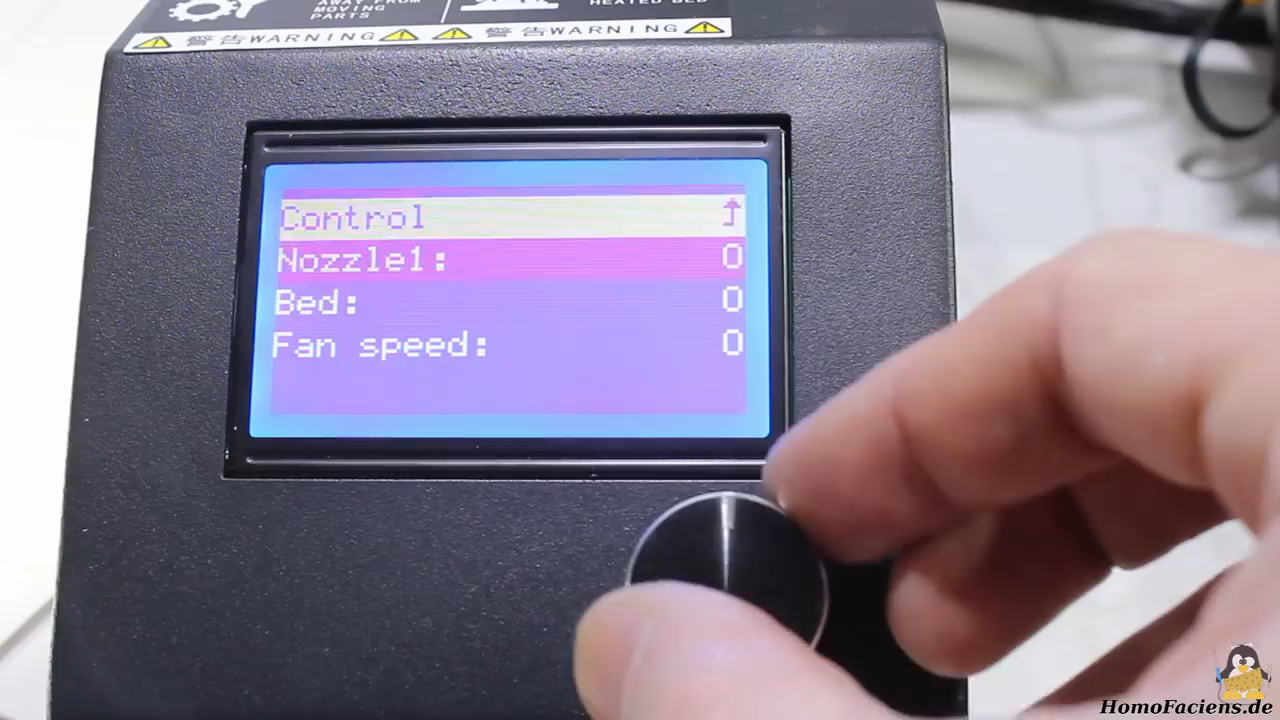 AWAY FROM
MOVING
PARTS
HEATED BED
警告WARNING
警告WARNING
Control
Nozzle1: 0
Bed: 0
Fan speed: 0
HomoFaciens.de